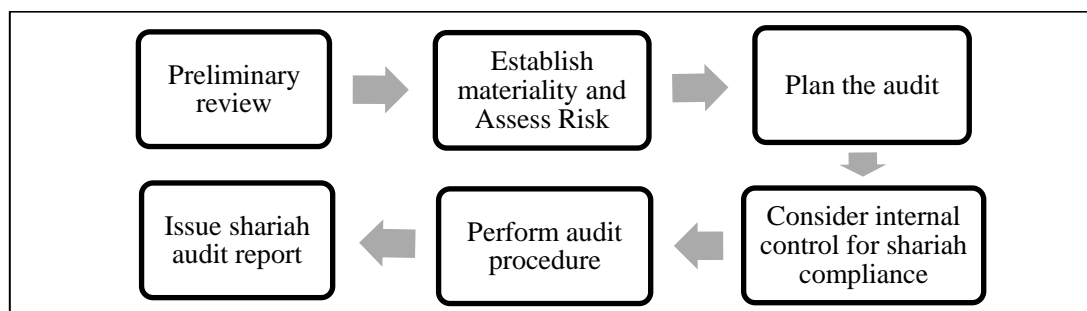 Preliminary
review
Establish
materiality and
Assess Risk
Plan the audit
Consider internal
control for shariah
compliance
Perform audit
procedure
Issue shariah
audit report